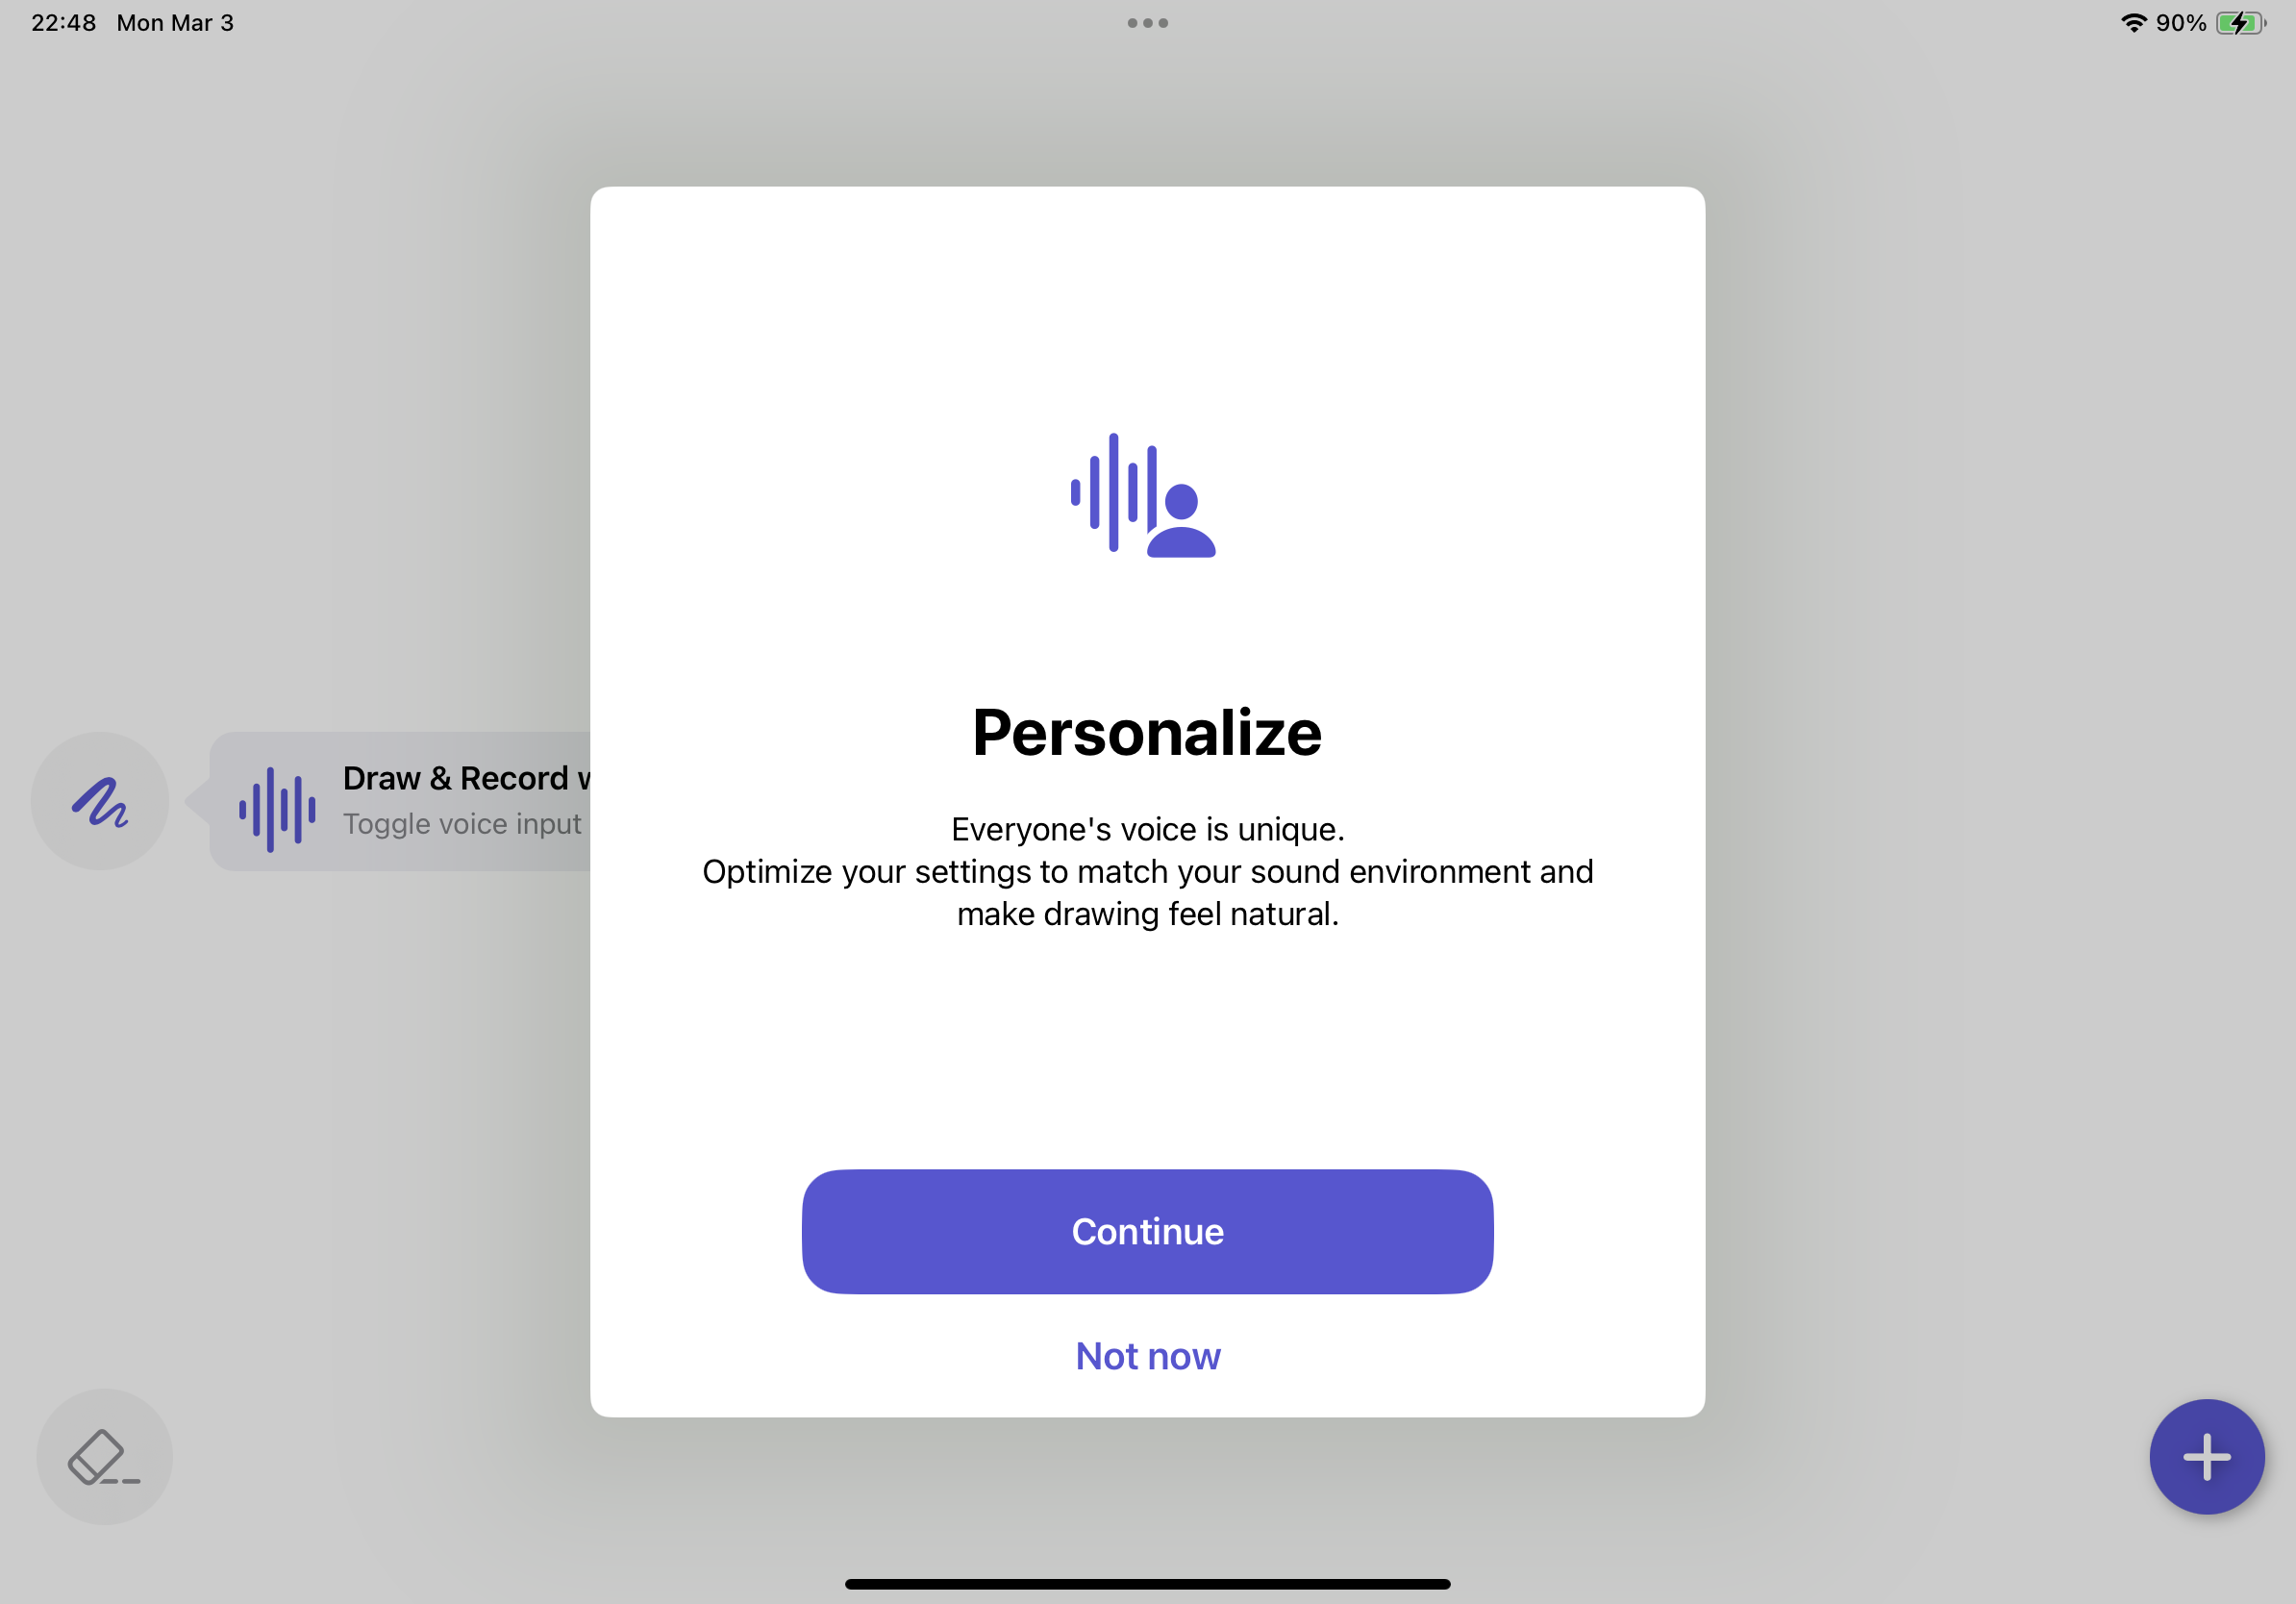 22:48 Mon Mar 3
90%
Personalize
Draw & Record
Toggle voice input
Everyone's voice is unique.
Optimize your settings to match your sound environment and
make drawing feel natural.
Continue
Not now